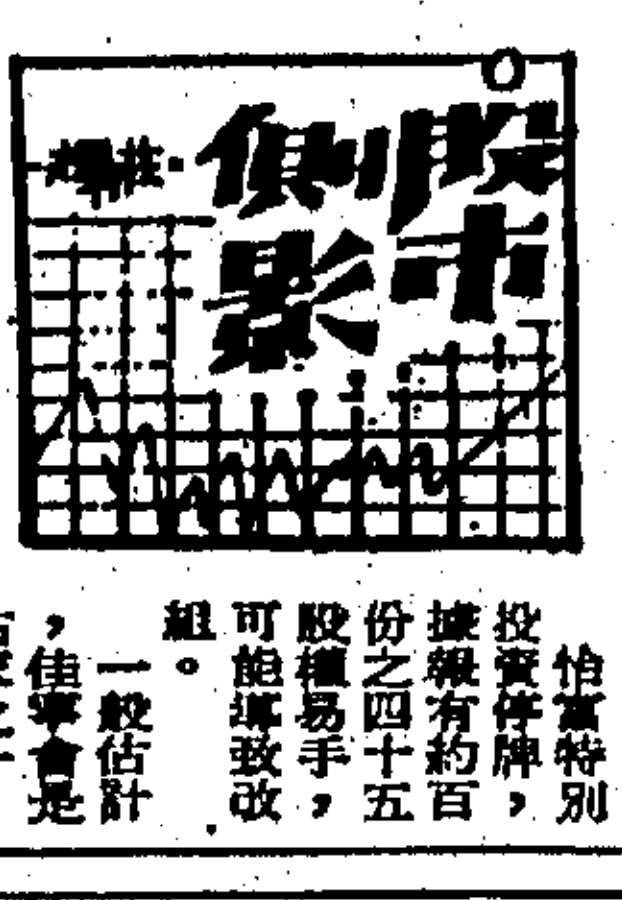 股市
側影
怡富特別
投資停牌，
據報有約百
份之四十五
股權易手，
可能導致改
組。
一般估計
，佳寧會是